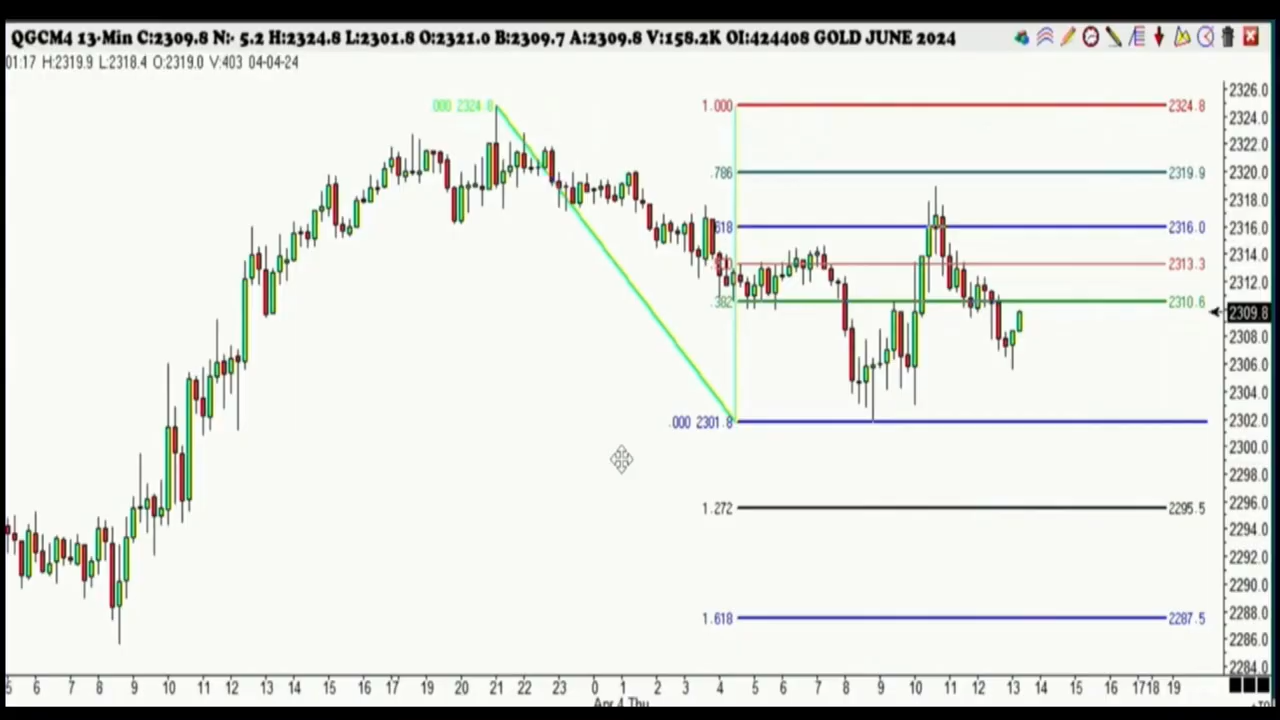 QGCM4 13-Min C:2309.8 N:- 5.2 H:2324.8 L:2301.8 O:2321.0 B:2309.7 A:2309.8 V:158.2K OI:424408 GOLD JUNE 2024
01:17 H:2319.9 L:2318.4 O:2319.0 V:403 04-04-24
2326.0
000 2324.8 1.000 2324.8
2324.0
2322.0
.786 2319.9 2320.0
2318.0
618 2316.0 2316.0
2314.0
2313.3
2312.0
.382 2310.6
2309.8
2308.0
2306.0
2304.0
.000 2301.8 2302.0
2300.0
2298.0
1.272 2295.5 2296.0
2294.0
2292.0
2290.0
2288.0
1.618 2287.5
2286.0
2284.0
5 6 7 8 9 10 11 12 13 14 15 16 17 19 20 21 22 23 0 1 2 3 4 5 6 7 8 9 10 11 12 13 14 15 16 17 18 19
Apr 4 Thu